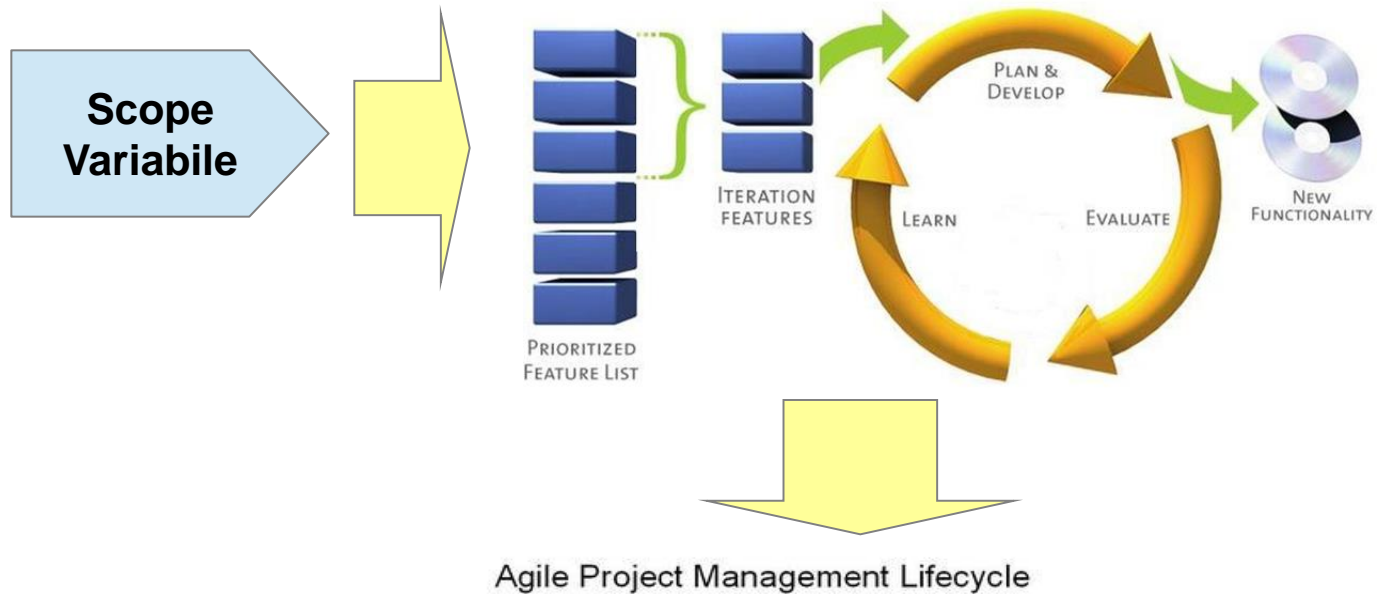 Scope
Variabile
PRIORITIZED
FEATURE LIST
ITERATION
FEATURES
PLAN &
DEVELOP
LEARN
EVALUATE
NEW
FUNCTIONALITY
Agile Project Management Lifecycle